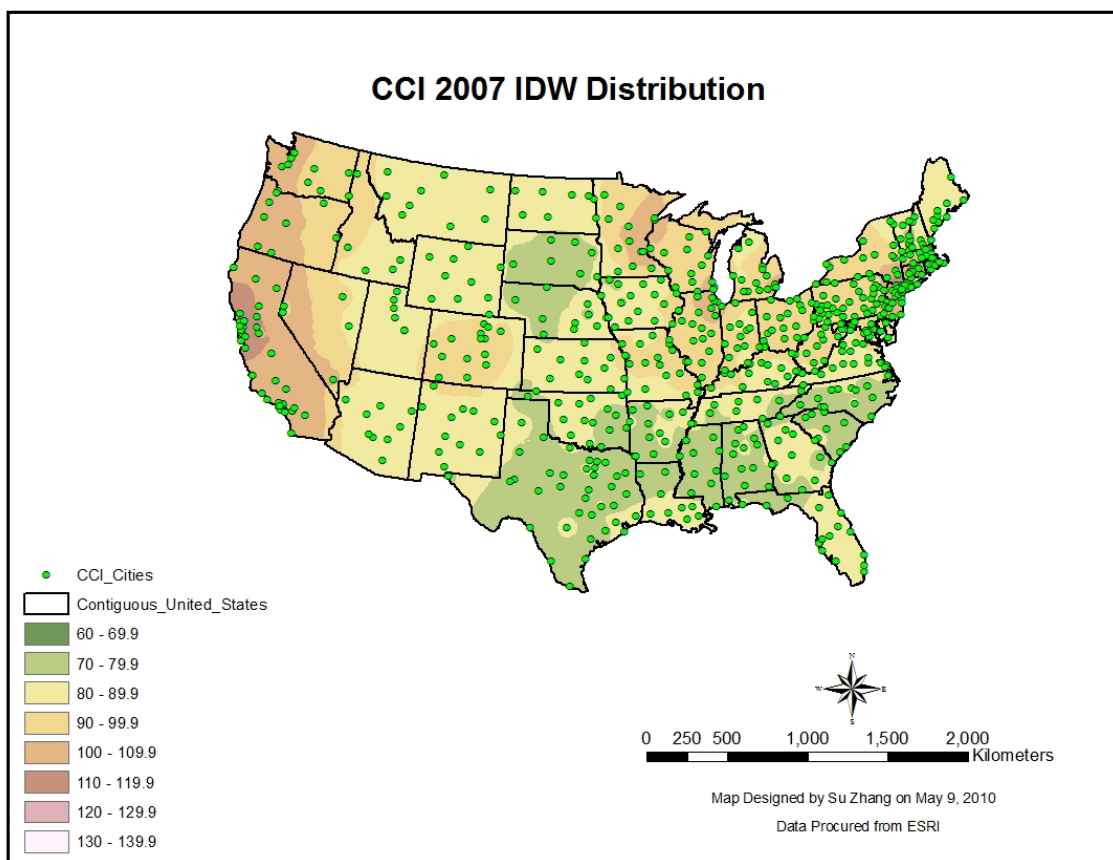 CCI 2007 IDW Distribution
CCI_Cities
Contiguous_United_States
60 - 69.9
70 - 79.9
80 - 89.9
90 - 99.9
100 - 109.9
110 - 119.9
120 - 129.9
130 - 139.9
N
W E
S
0 250 500 1,000 1,500 2,000
Kilometers
Map Designed by Su Zhang on May 9, 2010
Data Procured from ESRI